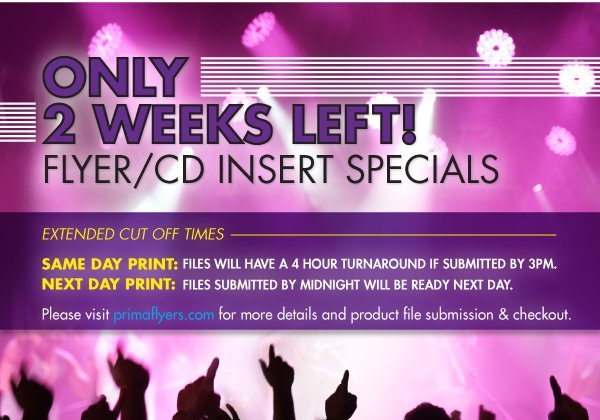 ONLY
2 WEEKS LEFT!
FLYER/CD INSERT SPECIALS
EXTENDED CUT OFF TIMES
SAME DAY PRINT: FILES WILL HAVE A 4 HOUR TURNAROUND IF SUBMITTED BY 3PM.
NEXT DAY PRINT: FILES SUBMITTED BY MIDNIGHT WILL BE READY NEXT DAY.
Please visit primaflyers.com for more details and product file submission & checkout.